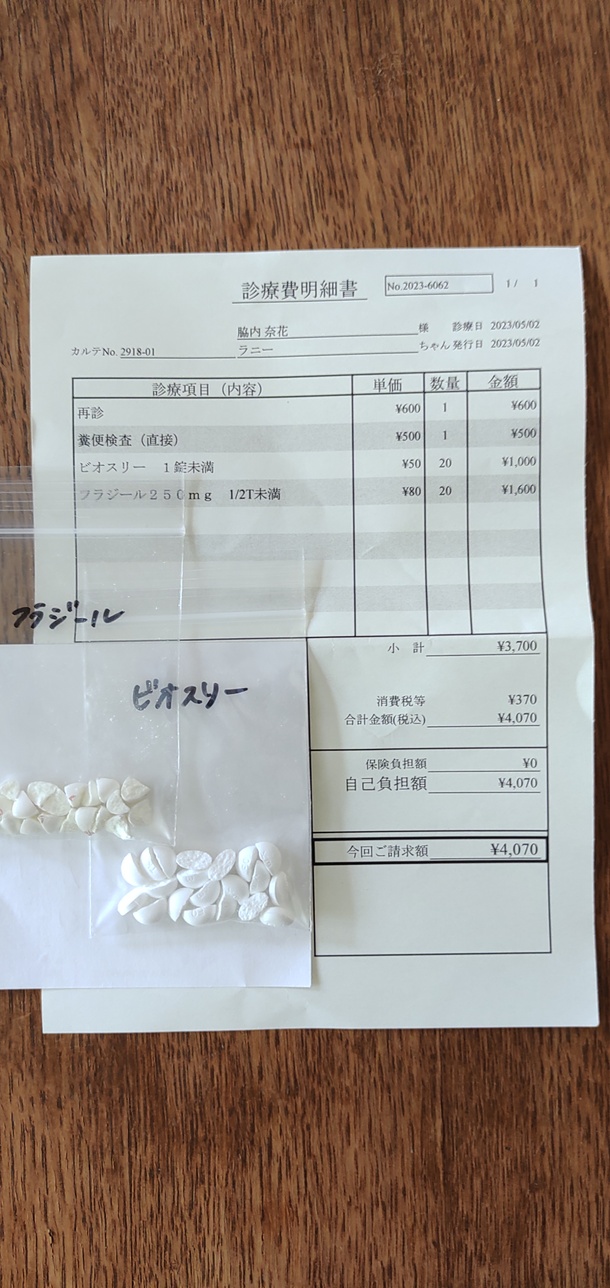 診療費明細書 No.2023-6062 1/ 1
脇内 奈花 様 診療日 2023/05/02
カルテNo. 2918-01 ラニー ちゃん 発行日 2023/05/02
診療項目（内容） 単価 数量 金額
再診 ¥600 1 ¥600
糞便検査（直接） ¥500 1 ¥500
ビオスリー １錠未満 ¥50 20 ¥1,000
フラジール２５０ｍｇ 1/2T未満 ¥80 20 ¥1,600
フラジール
小 計 ¥3,700
ビオスリー
消費税等 ¥370
合計金額(税込) ¥4,070
保険負担額 ¥0
自己負担額 ¥4,070
今回ご請求額 ¥4,070